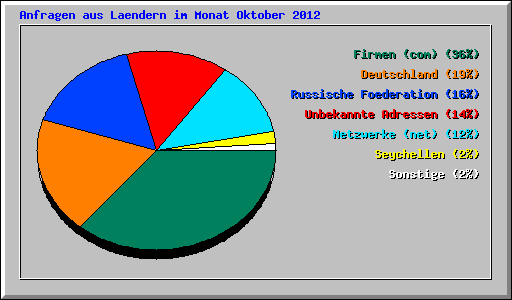 Anfragen aus Laendern im Monat Oktober 2012
Firmen (com) (36%)
Deutschland (19%)
Russische Foederation (16%)
Unbekannte Adressen (14%)
Netzwerke (net) (12%)
Seychellen (2%)
Sonstige (2%)